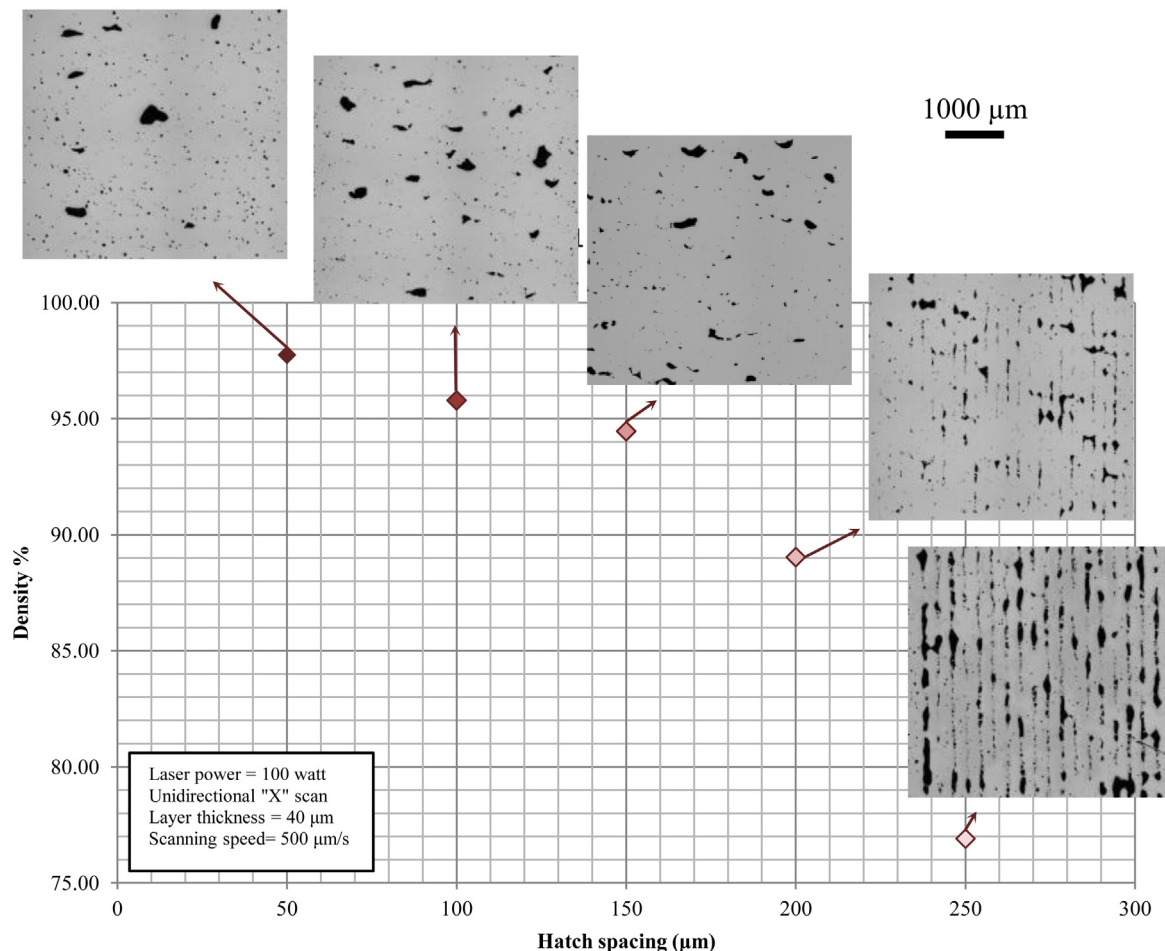 1000 µm
100.00
95.00
90.00
85.00
80.00
75.00
Density %
Laser power = 100 watt
Unidirectional "X" scan
Layer thickness = 40 µm
Scanning speed= 500 µm/s
0 50 100 150 200 250 300
Hatch spacing (µm)